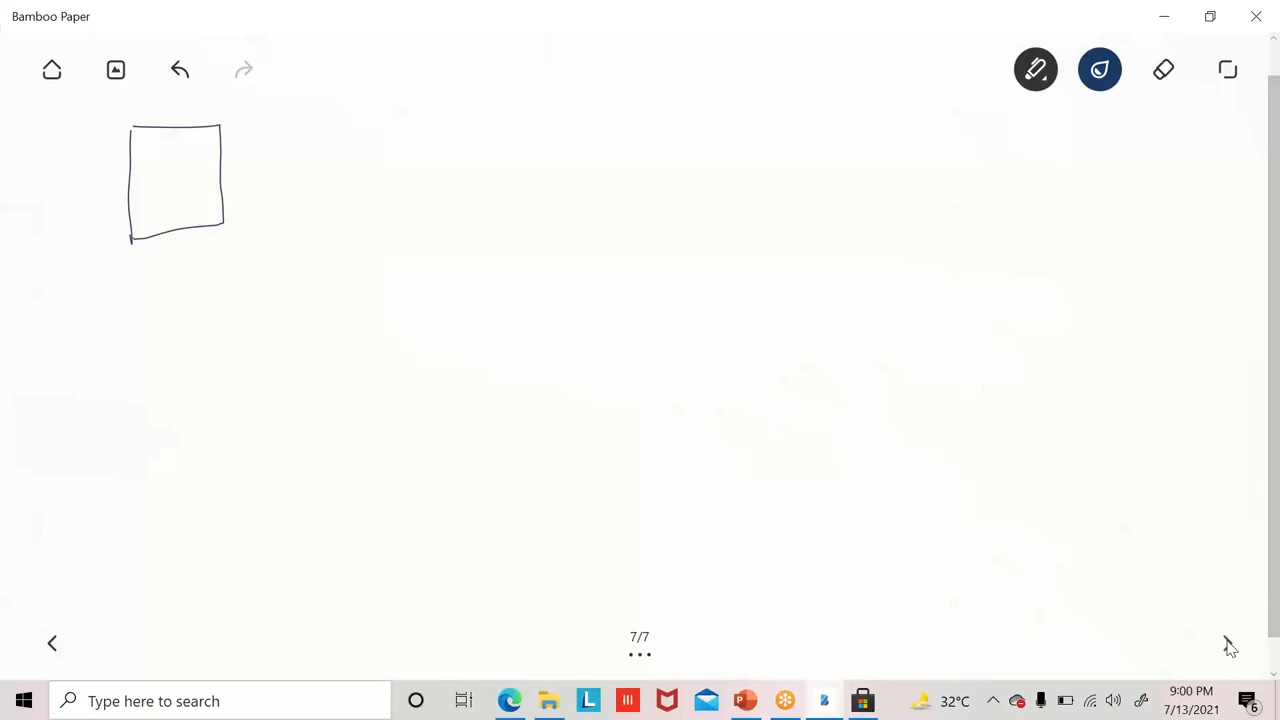 Bamboo Paper
7/7
Type here to search
L
32°C
9:00 PM
7/13/2021
6